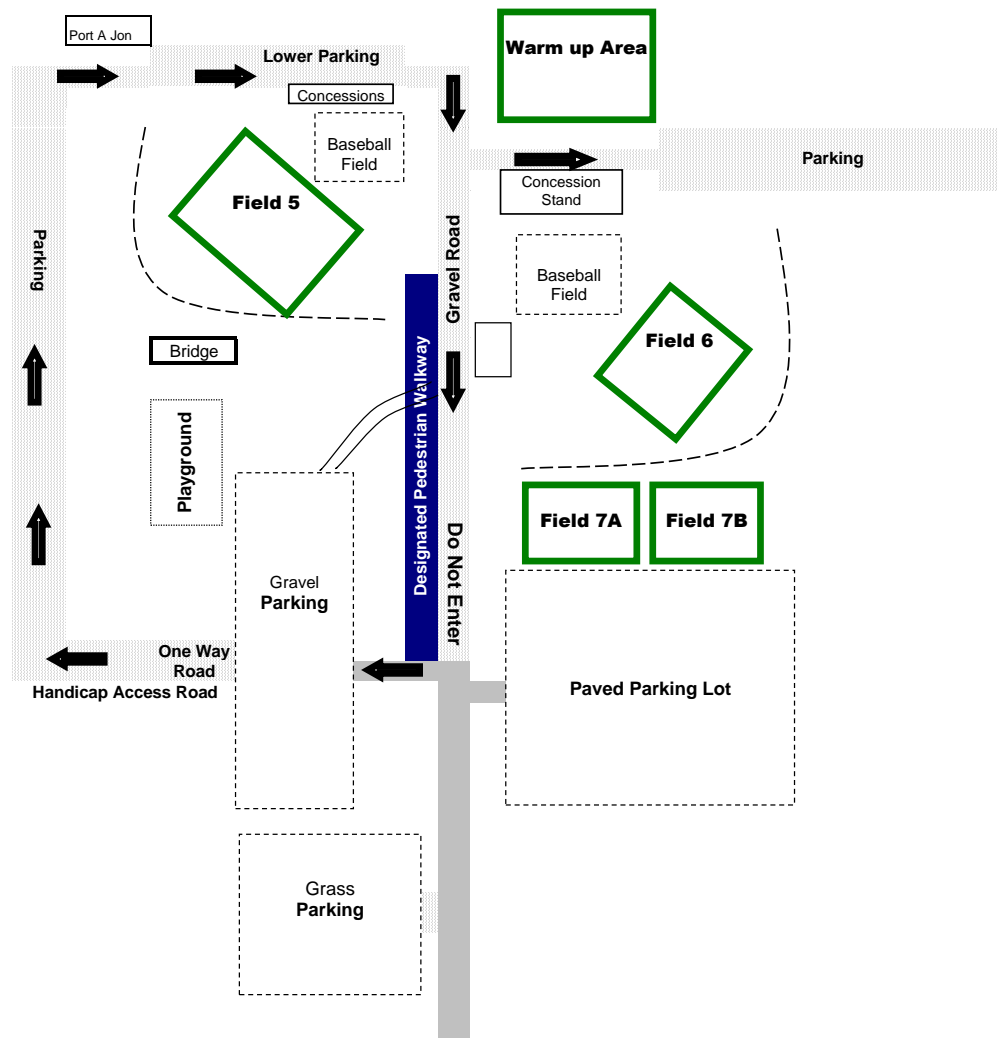 Port A Jon
Lower Parking
Warm up Area
Concessions
Baseball
Field
Parking
Concession
Stand
Field 5
Parking
Gravel Road
Baseball
Field
Field 6
Bridge
Designated Pedestrian Walkway
Playground
Field 7A
Field 7B
Do Not Enter
Gravel
Parking
One Way
Road
Handicap Access Road
Paved Parking Lot
Grass
Parking